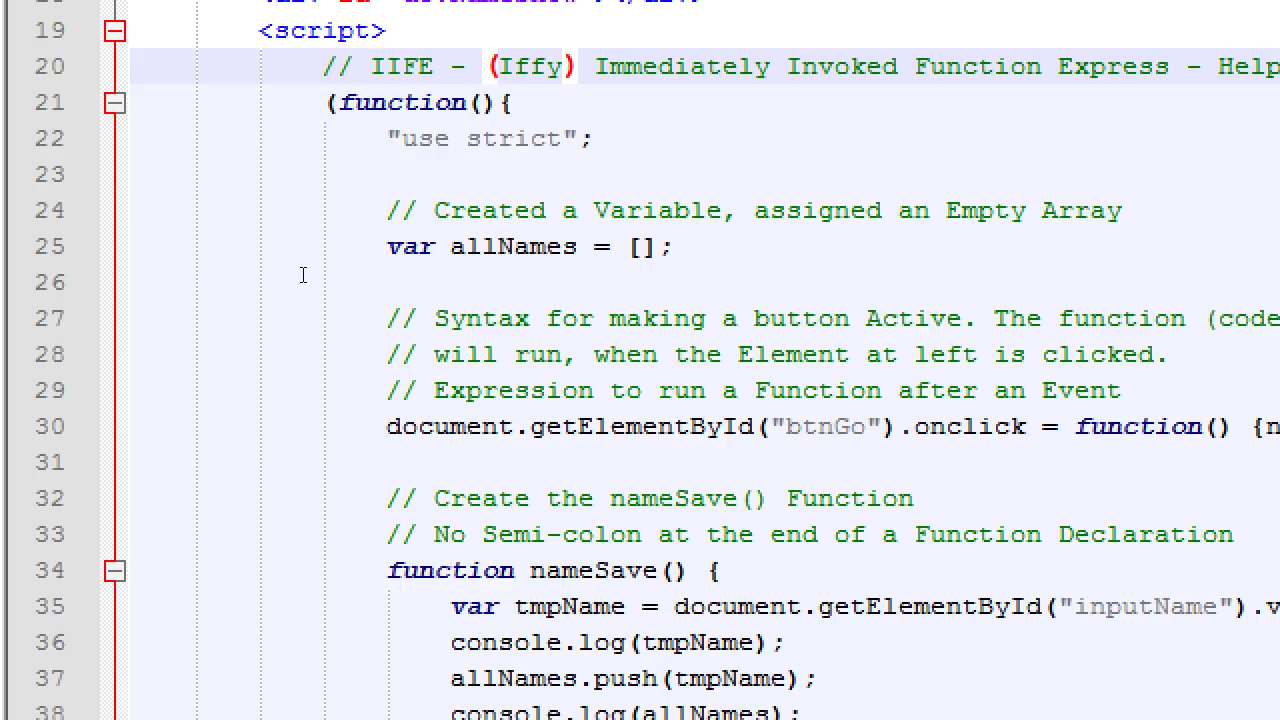 19 <script>
20 // IIFE - (Iffy) Immediately Invoked Function Express - Help
21 (function(){
22 "use strict";
23
24 // Created a Variable, assigned an Empty Array
25 var allNames = [];
26
27 // Syntax for making a button Active. The function (code
28 // will run, when the Element at left is clicked.
29 // Expression to run a Function after an Event
30 document.getElementById("btnGo").onclick = function() {n
31
32 // Create the nameSave() Function
33 // No Semi-colon at the end of a Function Declaration
34 function nameSave() {
35 var tmpName = document.getElementById("inputName").v
36 console.log(tmpName);
37 allNames.push(tmpName);
38 console.log(allNames);